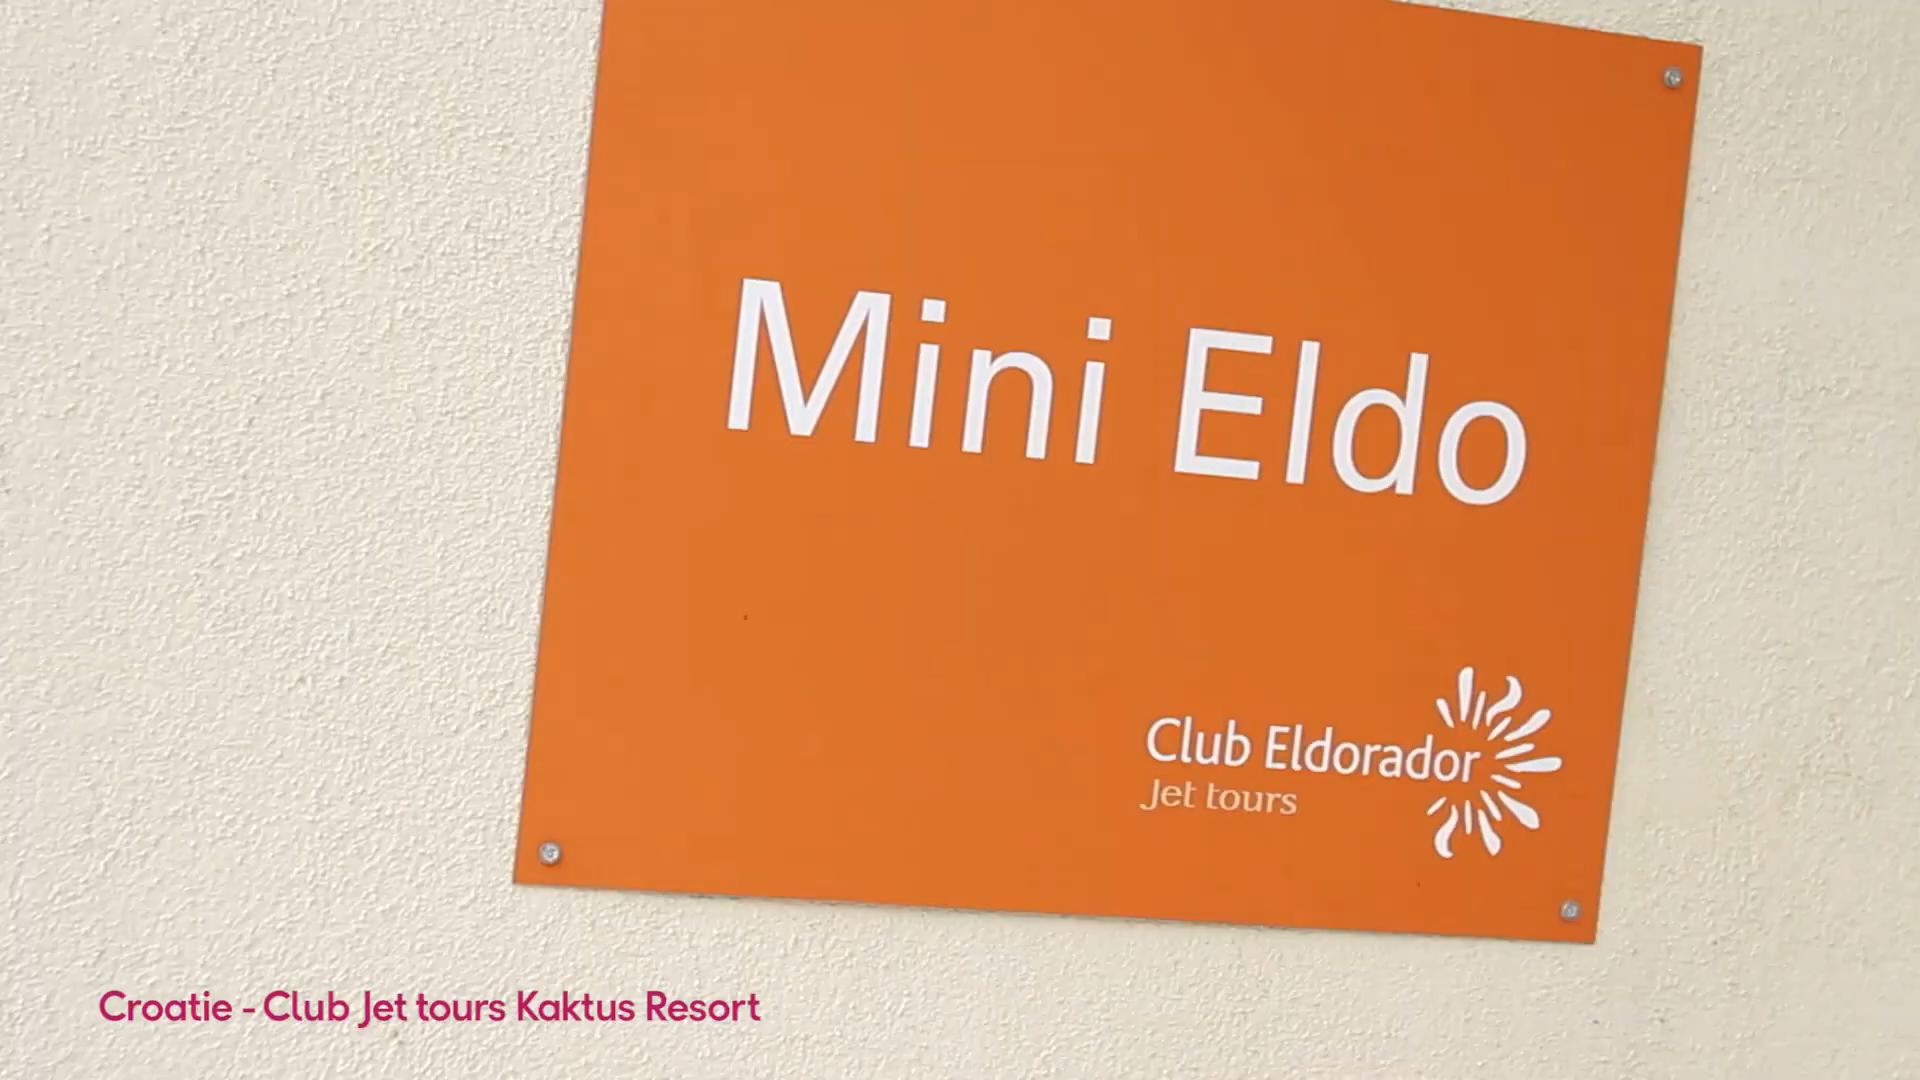 Mini Eldo
Club Eldorador
Jet tours
Croatie - Club Jet tours Kaktus Resort